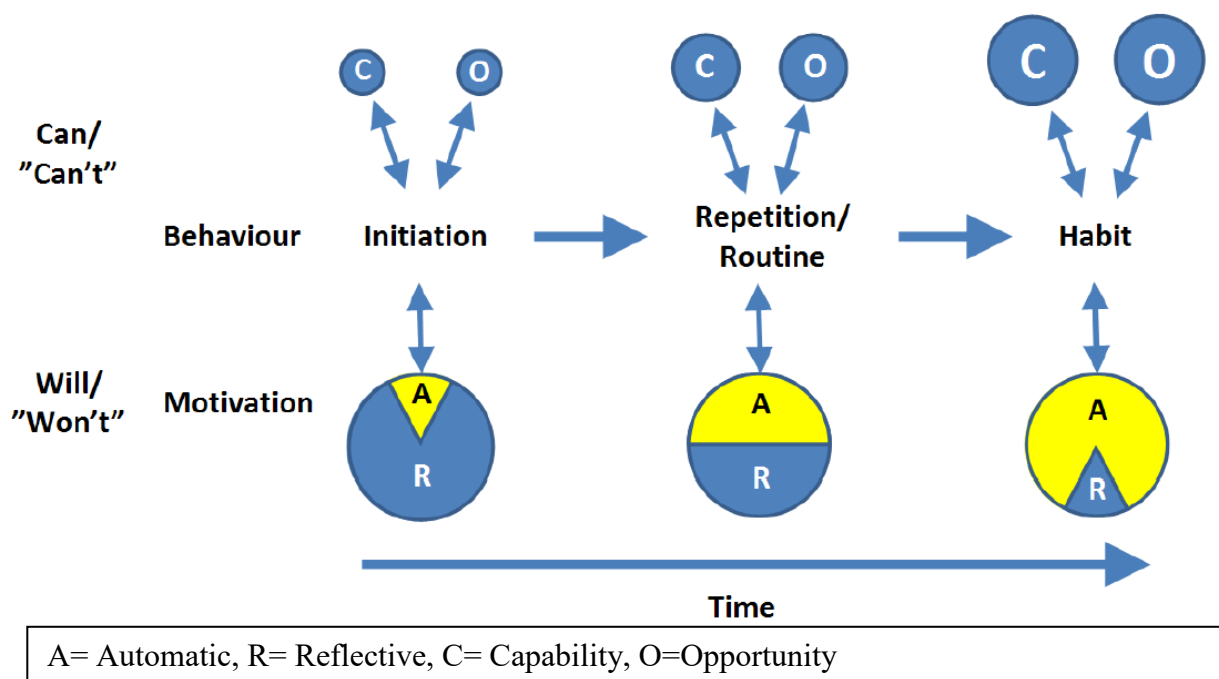 C O C O C O
Can/
”Can’t”
Behaviour Initiation Repetition/ Habit
Routine
Will/
”Won’t”
Motivation
A A A
R R R
Time
A= Automatic, R= Reflective, C= Capability, O=Opportunity